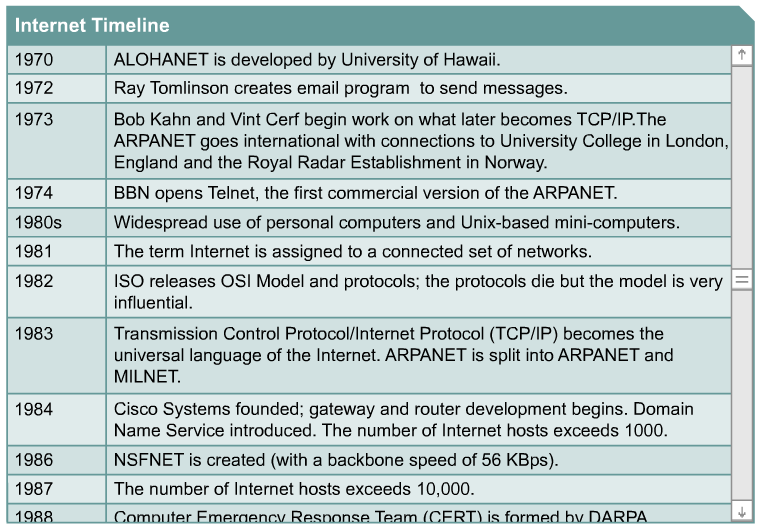 Internet Timeline
1970 ALOHANET is developed by University of Hawaii.
1972 Ray Tomlinson creates email program  to send messages.
1973 Bob Kahn and Vint Cerf begin work on what later becomes TCP/IP.The
ARPANET goes international with connections to University College in London,
England and the Royal Radar Establishment in Norway.
1974 BBN opens Telnet, the first commercial version of the ARPANET.
1980s Widespread use of personal computers and Unix-based mini-computers.
1981 The term Internet is assigned to a connected set of networks.
1982 ISO releases OSI Model and protocols; the protocols die but the model is very
influential.
1983 Transmission Control Protocol/Internet Protocol (TCP/IP) becomes the
universal language of the Internet. ARPANET is split into ARPANET and
MILNET.
1984 Cisco Systems founded; gateway and router development begins. Domain
Name Service introduced. The number of Internet hosts exceeds 1000.
1986 NSFNET is created (with a backbone speed of 56 KBps).
1987 The number of Internet hosts exceeds 10,000.
1988 Computer Emergency Response Team (CERT) is formed by DARPA